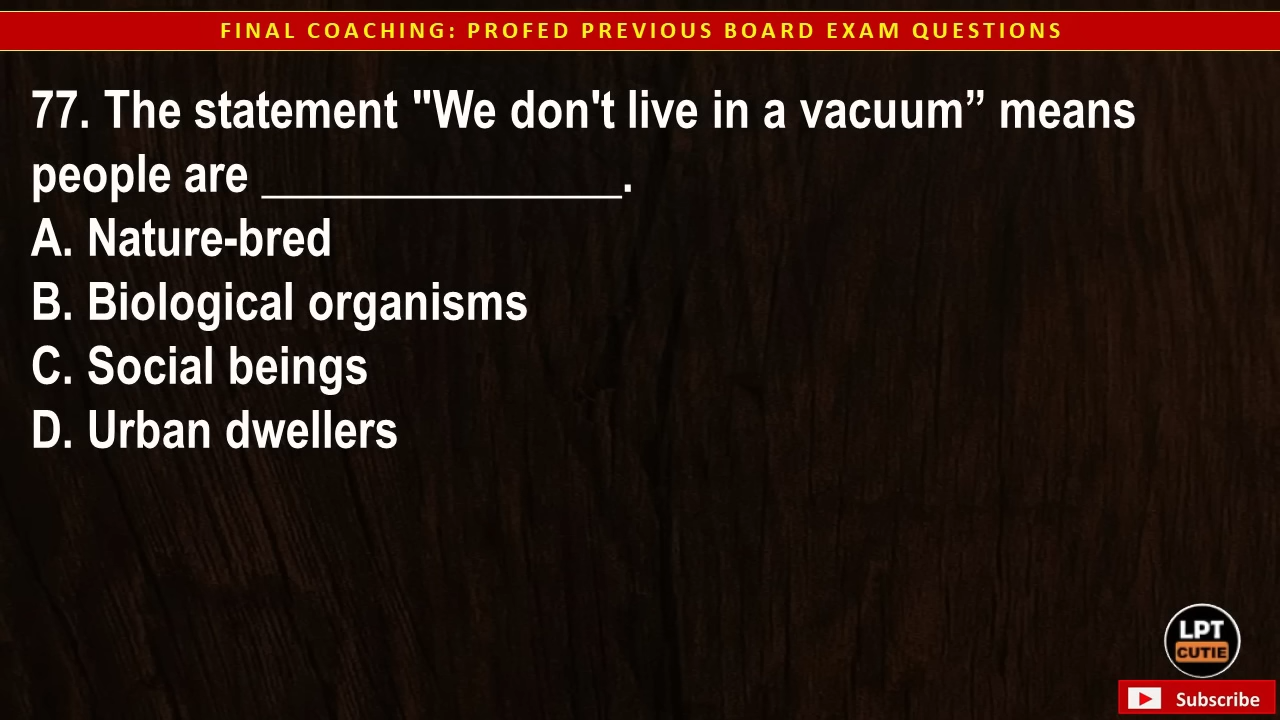 FINAL COACHING: PROFED PREVIOUS BOARD EXAM QUESTIONS
77. The statement "We don't live in a vacuum” means
people are ______________.
A. Nature-bred
B. Biological organisms
C. Social beings
D. Urban dwellers
LPT
CUTIE
Subscribe